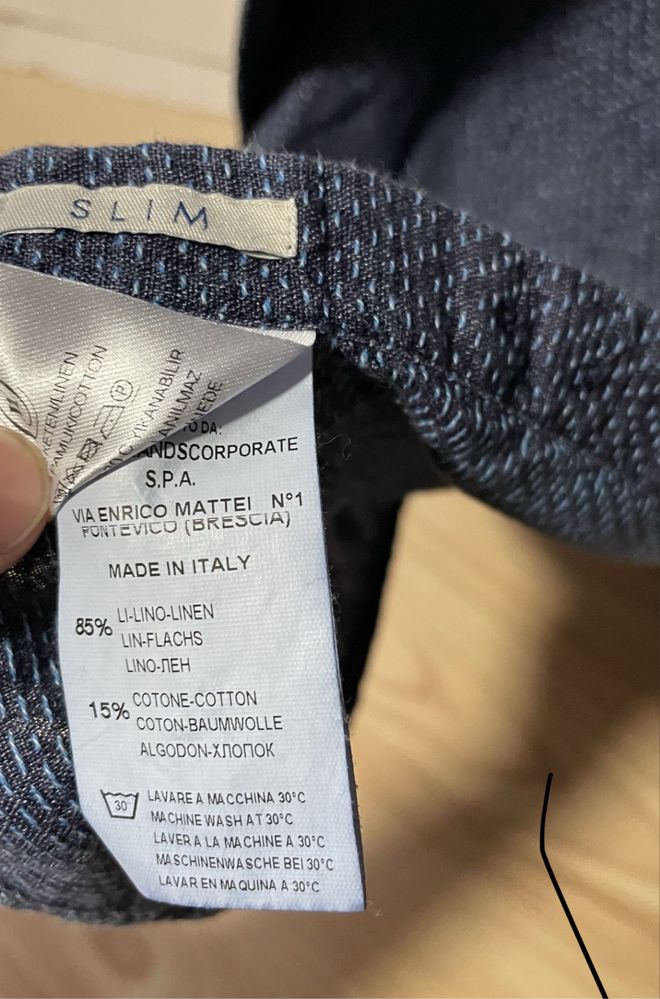 SLIM
S.P.A.
VIA ENRICO MATTEI N°1
PONTEVICO (BRESCIA)
MADE IN ITALY
85% LI-LINO-LINEN
LIN-FLACHS
LINO-ЛЕН
15% COTONE-COTTON
COTON-BAUMWOLLE
ALGODON-ХЛОПОК
30° LAVARE A MACCHINA 30°C
MACHINE WASH AT 30°C
LAVER A LA MACHINE A 30°C
MASCHINENWASCHE BEI 30°C
LAVAR EN MAQUINA A 30°C